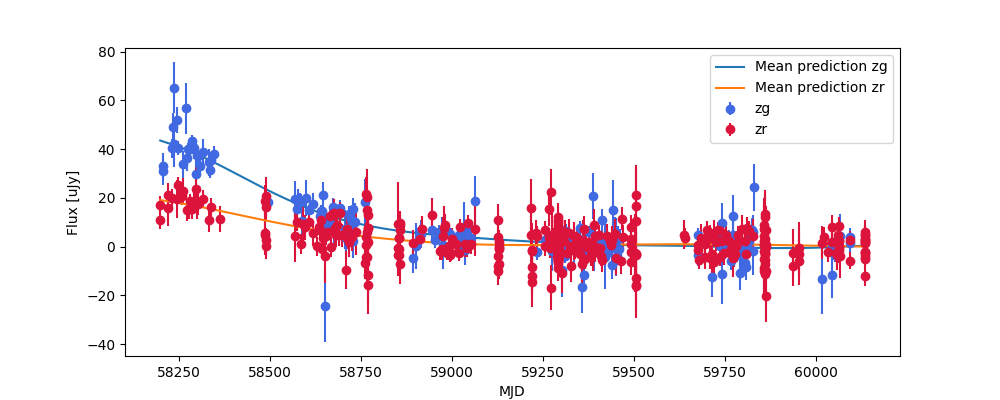 80
60
40
20
0
−20
−40
Flux [uJy]
58250
58500
58750
59000
59250
59500
59750
60000
MJD
Mean prediction zg
Mean prediction zr
zg
zr